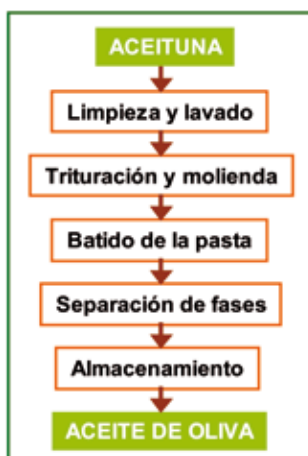 ACEITUNA
Limpieza y lavado
Trituración y molienda
Batido de la pasta
Separación de fases
Almacenamiento
ACEITE DE OLIVA